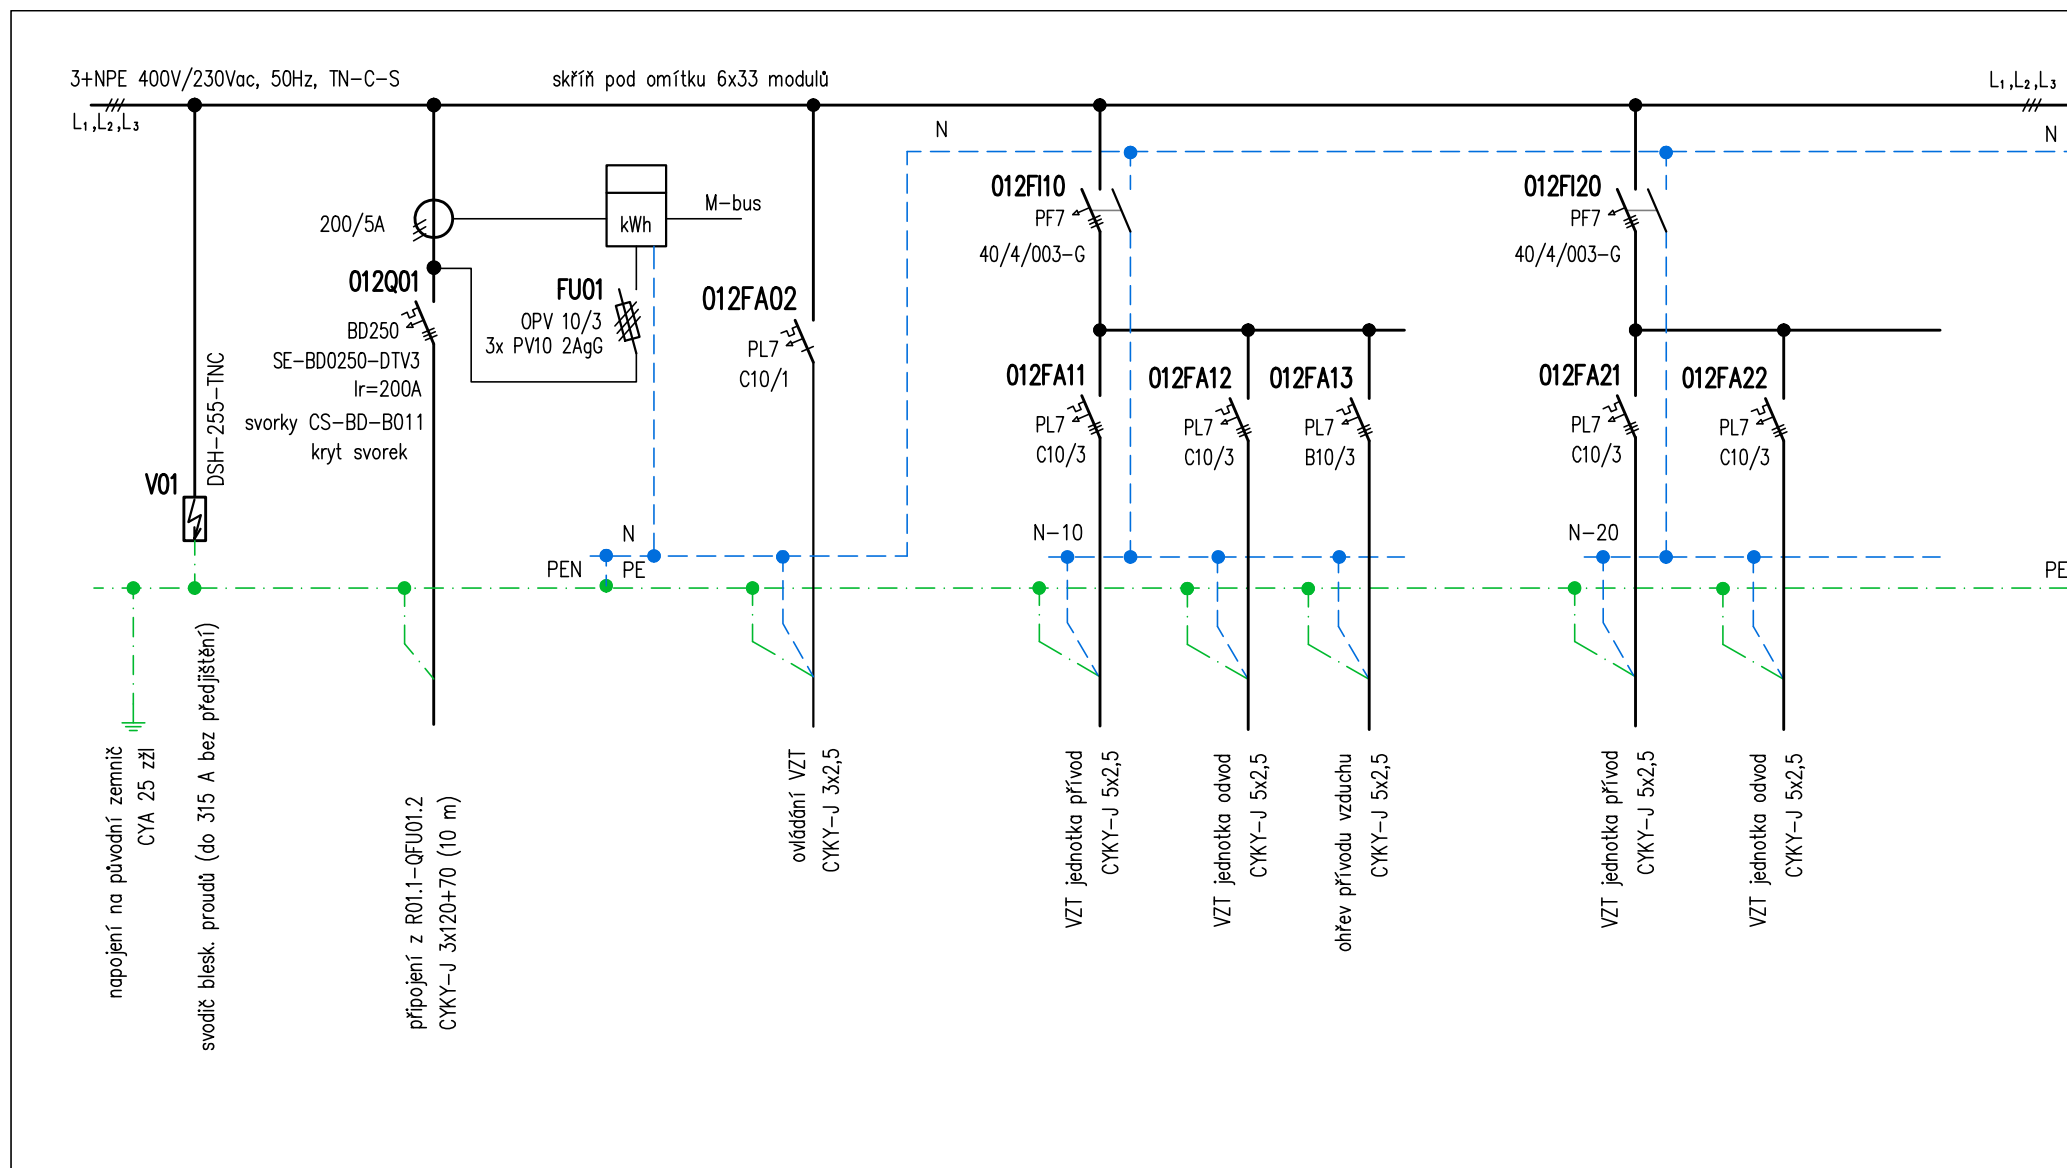 3+NPE 400V/230Vac, 50Hz, TN-C-S
skříň pod omítku 6x33 modulů
L₁,L₂,L₃
L₁,L₂,L₃
N
N
200/5A
kWh
M-bus
012Q01
BD250
SE-BD0250-DTV3
Ir=200A
svorky CS-BD-B011
kryt svorek
FU01
OPV 10/3
3x PV10 2AgG
012FA02
PL7
C10/1
012FI10
PF7
40/4/003-G
012FI20
PF7
40/4/003-G
012FA11
PL7
C10/3
012FA12
PL7
C10/3
012FA13
PL7
B10/3
012FA21
PL7
C10/3
012FA22
PL7
C10/3
V01
DSH-255-TNC
N
PEN
PE
N-10
N-20
PE
napojení na původní zemnič
CYA 25 zžl
svodič blesk. proudů (do 315 A bez předjištění)
připojení z R01.1-QFU01.2
CYKY-J 3x120+70 (10 m)
ovládání VZT
CYKY-J 3x2,5
VZT jednotka přívod
CYKY-J 5x2,5
VZT jednotka odvod
CYKY-J 5x2,5
ohřev přívodu vzduchu
CYKY-J 5x2,5
VZT jednotka přívod
CYKY-J 5x2,5
VZT jednotka odvod
CYKY-J 5x2,5